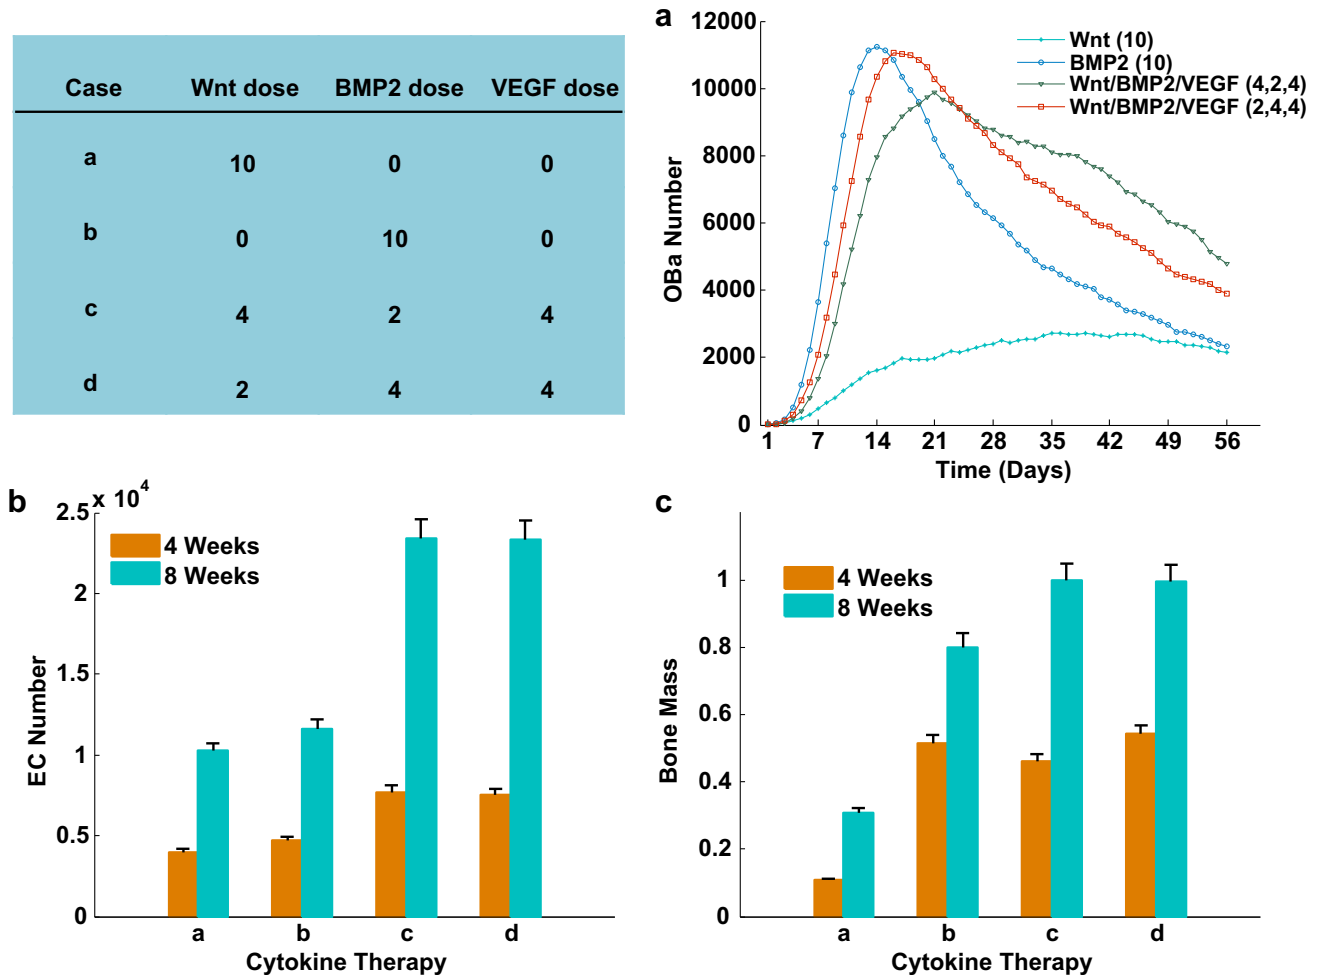 Case Wnt dose BMP2 dose VEGF dose
a 10 0 0
b 0 10 0
c 4 2 4
d 2 4 4
a
12000
10000
8000
6000
4000
2000
0
OBa Number
Wnt (10)
BMP2 (10)
Wnt/BMP2/VEGF (4,2,4)
Wnt/BMP2/VEGF (2,4,4)
1 7 14 21 28 35 42 49 56
Time (Days)
b
x 10^4
2.5
2
1.5
1
0.5
0
EC Number
4 Weeks
8 Weeks
a b c d
Cytokine Therapy
c
1
0.8
0.6
0.4
0.2
0
Bone Mass
4 Weeks
8 Weeks
a b c d
Cytokine Therapy